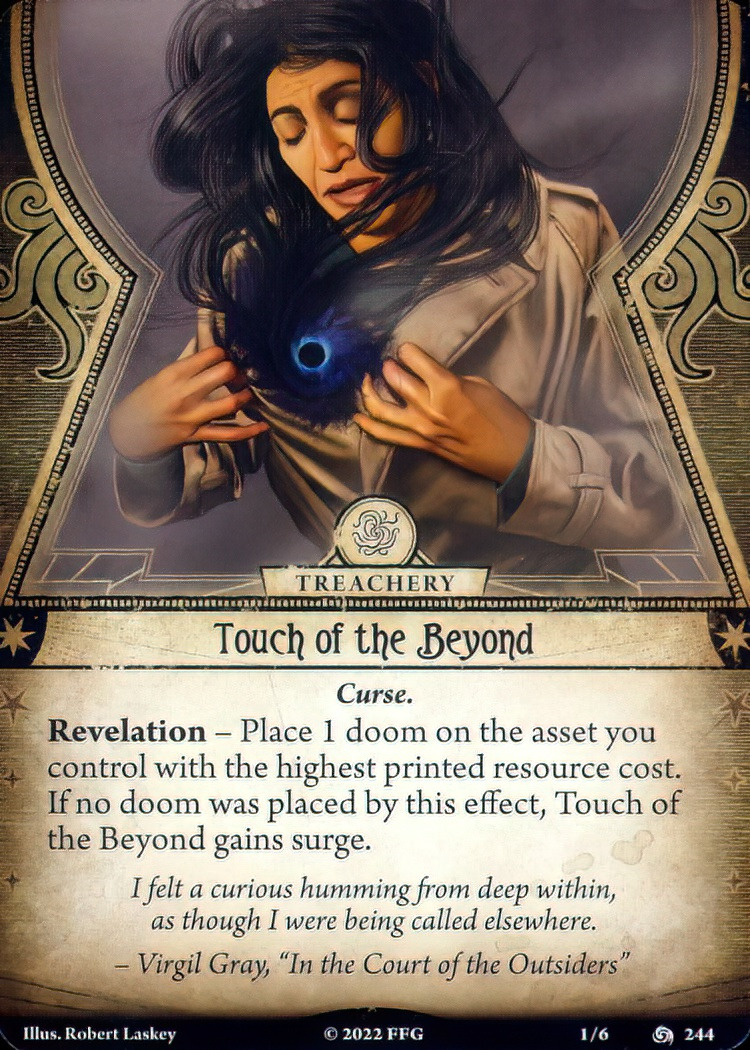 TREACHERY
Touch of the Beyond
Curse.
Revelation – Place 1 doom on the asset you
control with the highest printed resource cost.
If no doom was placed by this effect, Touch of
the Beyond gains surge.
I felt a curious humming from deep within,
as though I were being called elsewhere.
– Virgil Gray, “In the Court of the Outsiders”
Illus. Robert Laskey © 2022 FFG 1/6 244